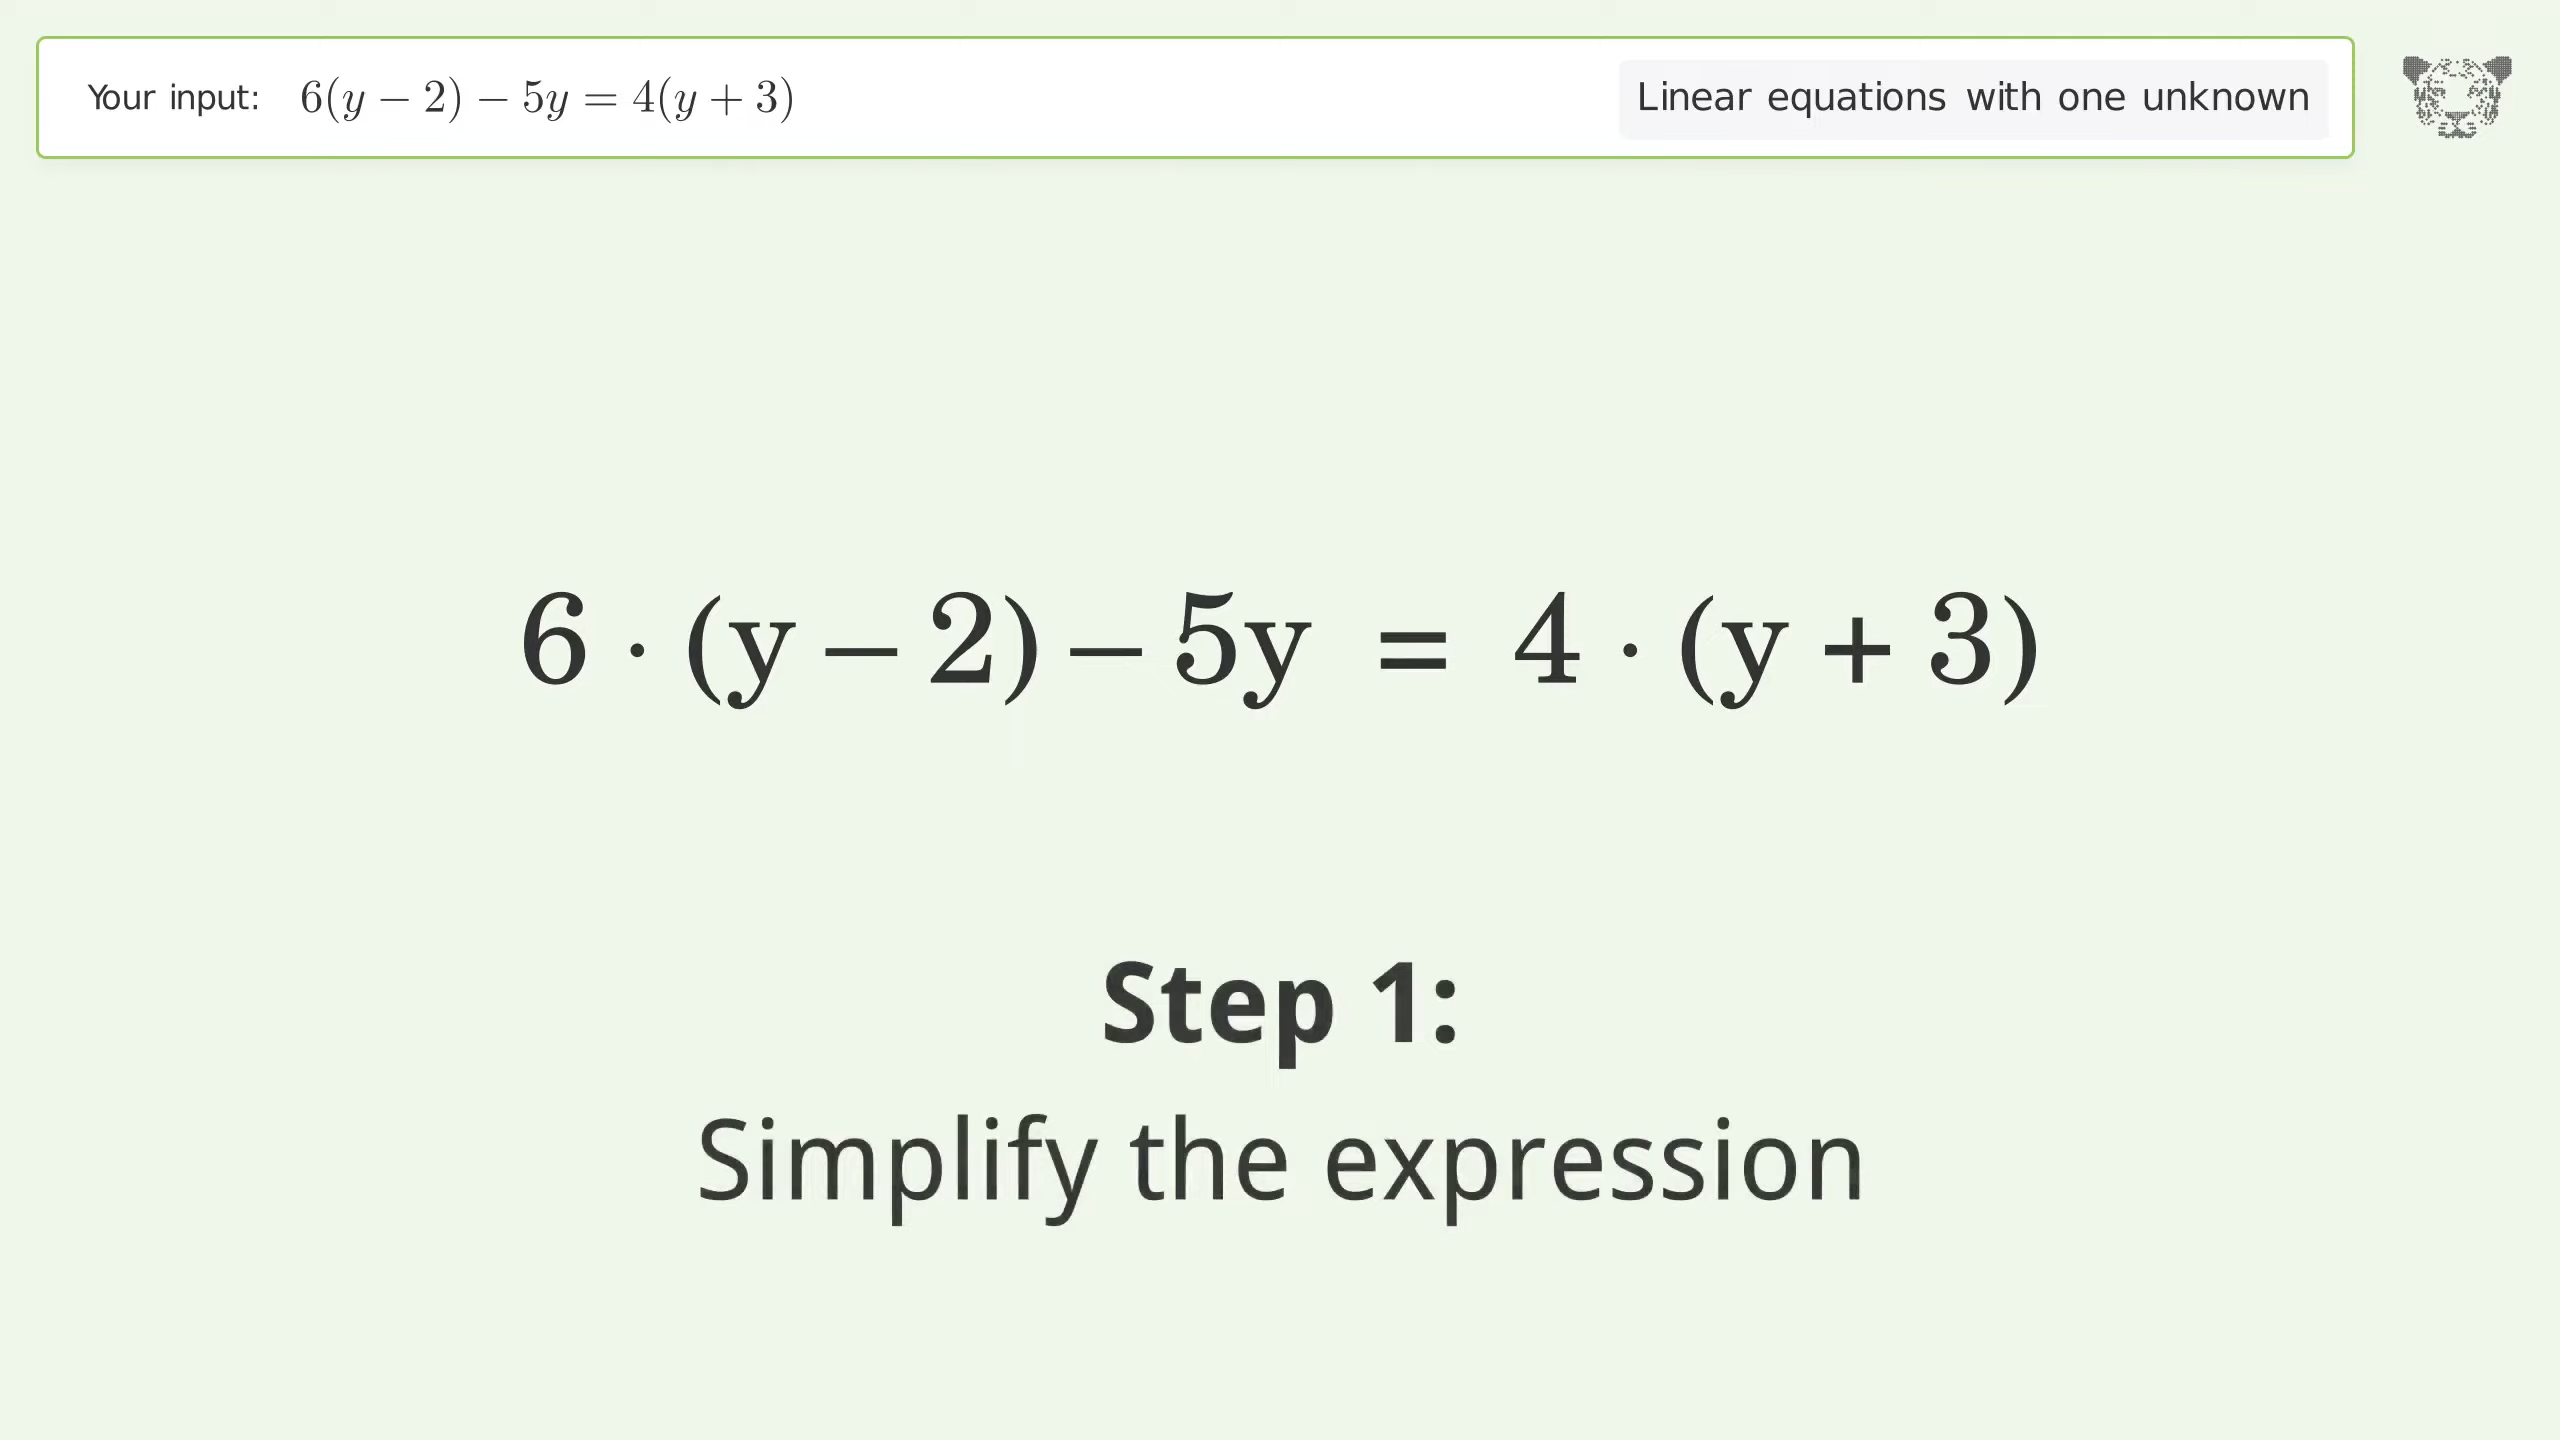 Your input: 6(y − 2) − 5y = 4(y + 3)
Linear equations with one unknown
6 · (y − 2) − 5y = 4 · (y + 3)
Step 1:
Simplify the expression